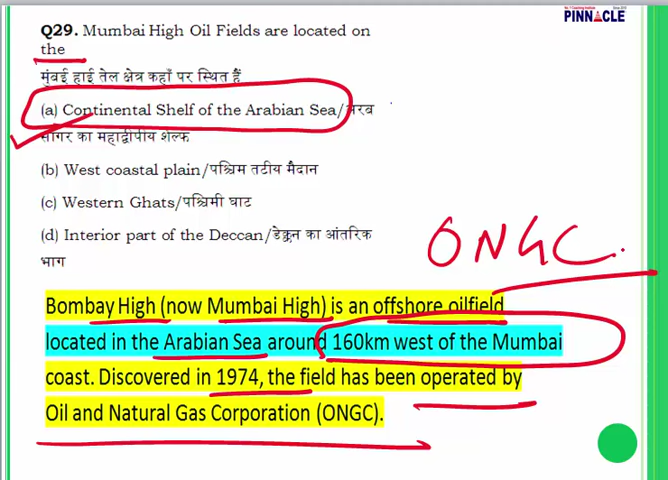 PINNACLE
Q29. Mumbai High Oil Fields are located on
the
मुंबई हाई तेल क्षेत्र कहाँ पर स्थित हैं
(a) Continental Shelf of the Arabian Sea/अरब
सागर का महाद्वीपीय शेल्फ
(b) West coastal plain/पश्चिम तटीय मैदान
(c) Western Ghats/पश्चिमी घाट
(d) Interior part of the Deccan/डेक्कन का आंतरिक
भाग
ONGC.
Bombay High (now Mumbai High) is an offshore oilfield
located in the Arabian Sea around 160km west of the Mumbai
coast. Discovered in 1974, the field has been operated by
Oil and Natural Gas Corporation (ONGC).